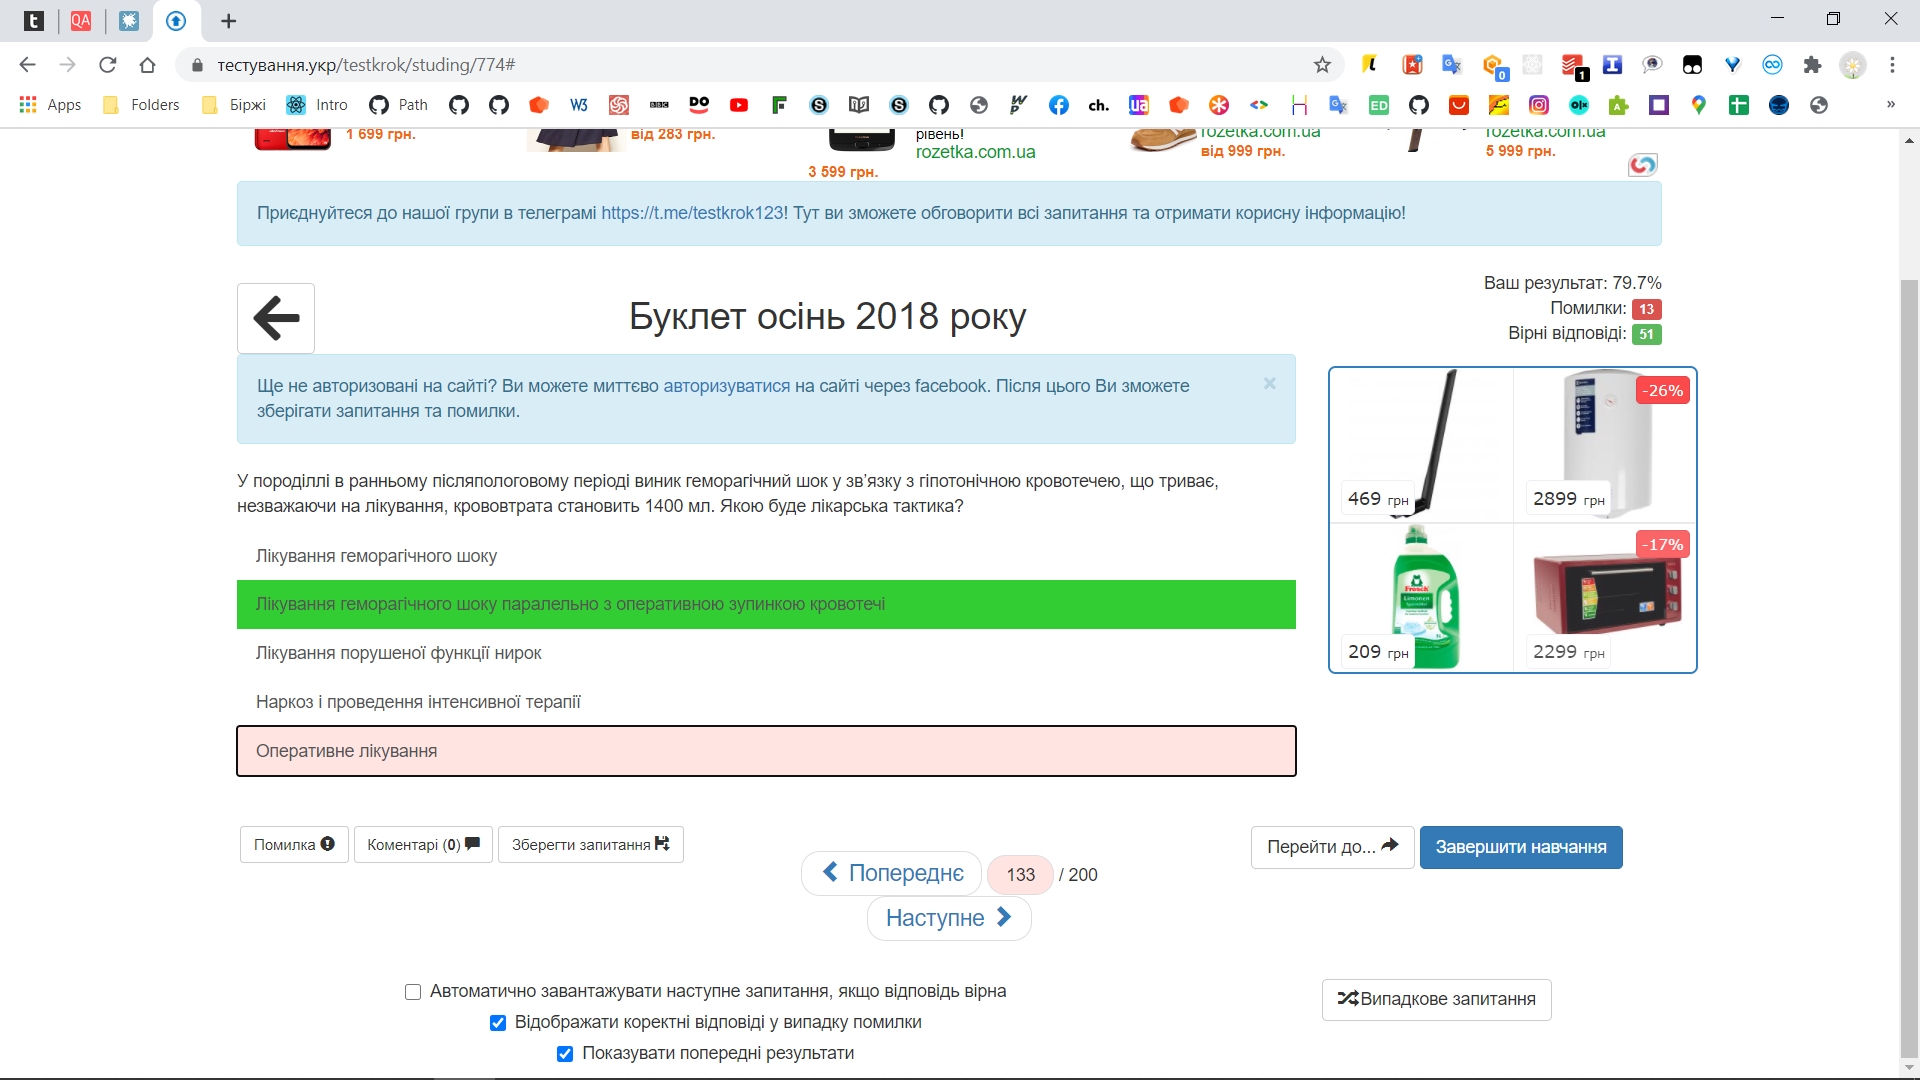 тестування.укр/testkrok/studing/774#
Apps Folders Біржі Intro Path
1 699 грн.
від 283 грн.
рівень!
rozetka.com.ua
3 599 грн.
rozetka.com.ua
від 999 грн.
rozetka.com.ua
5 999 грн.
Приєднуйтеся до нашої групи в телеграмі https://t.me/testkrok123! Тут ви зможете обговорити всі запитання та отримати корисну інформацію!
Буклет осінь 2018 року
Ваш результат: 79.7%
Помилки: 13
Вірні відповіді: 51
Ще не авторизовані на сайті? Ви можете миттєво авторизуватися на сайті через facebook. Після цього Ви зможете
зберігати запитання та помилки.
×
У породіллі в ранньому післяпологовому періоді виник геморагічний шок у зв'язку з гіпотонічною кровотечею, що триває,
незважаючи на лікування, крововтрата становить 1400 мл. Якою буде лікарська тактика?
Лікування геморагічного шоку
Лікування геморагічного шоку паралельно з оперативною зупинкою кровотечі
Лікування порушеної функції нирок
Наркоз і проведення інтенсивної терапії
Оперативне лікування
469 грн
-26%
2899 грн
Frosch
209 грн
-17%
2299 грн
Помилка
Коментарі (0)
Зберегти запитання
Попереднє
133 / 200
Наступне
Перейти до...
Завершити навчання
Автоматично завантажувати наступне запитання, якщо відповідь вірна
Відображати коректні відповіді у випадку помилки
Показувати попередні результати
Випадкове запитання